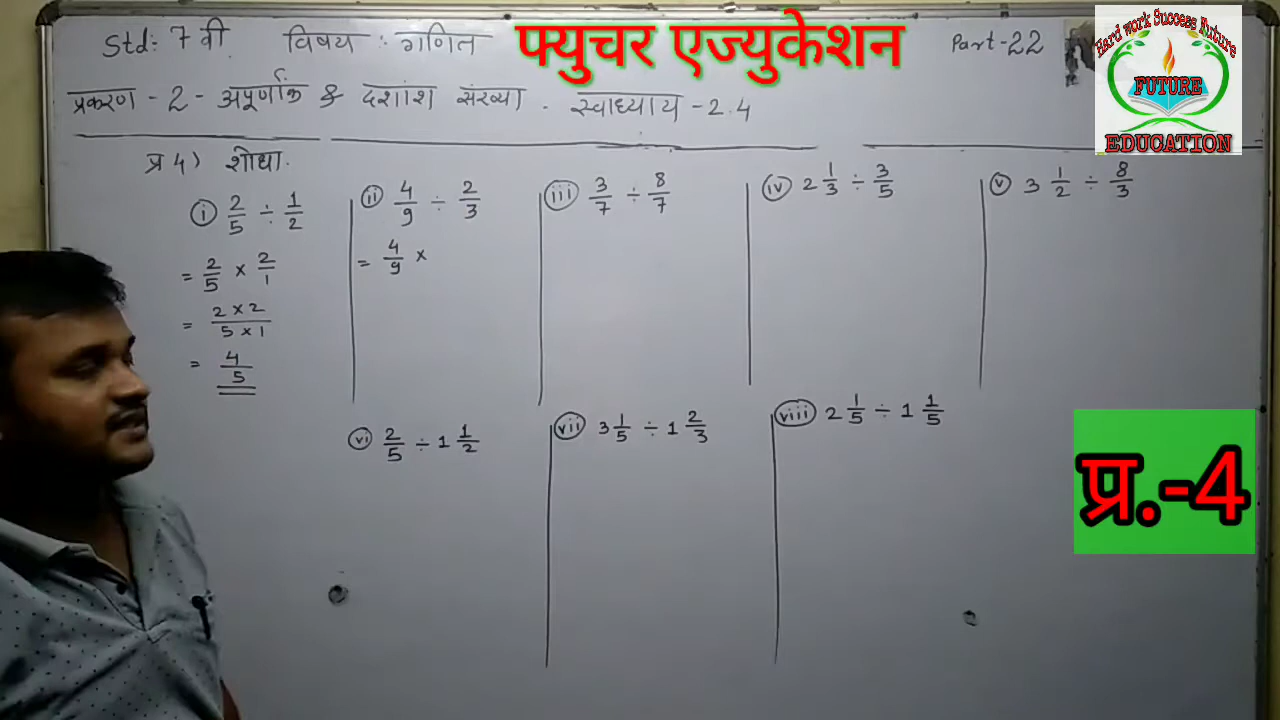 Std: 7 वी विषय : गणित फ्युचर एज्युकेशन Part-22
Hard work Success Future
FUTURE
EDUCATION
प्रकरण - 2 - अपूर्णांक & दशांश संख्या . स्वाध्याय - 2.4
प्र 4) शोधा.
(i) 2/5 ÷ 1/2
= 2/5 × 2/1
= 2 × 2 / 5 × 1
= 4/5
(ii) 4/9 ÷ 2/3
= 4/9 ×
(iii) 3/7 ÷ 8/7
(iv) 2 1/3 ÷ 3/5
(v) 3 1/2 ÷ 8/3
(vi) 2/5 ÷ 1 1/2
(vii) 3 1/5 ÷ 1 2/3
(viii) 2 1/5 ÷ 1 1/5
प्र.-4